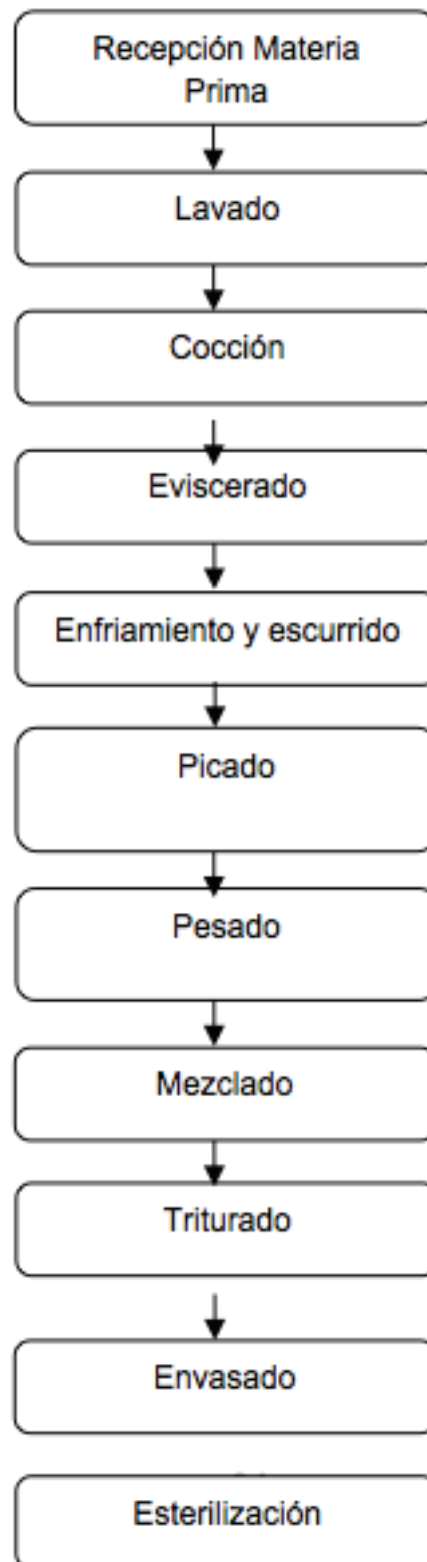 Recepción Materia
Prima
Lavado
Cocción
Eviscerado
Enfriamiento y escurrido
Picado
Pesado
Mezclado
Triturado
Envasado
Esterilización